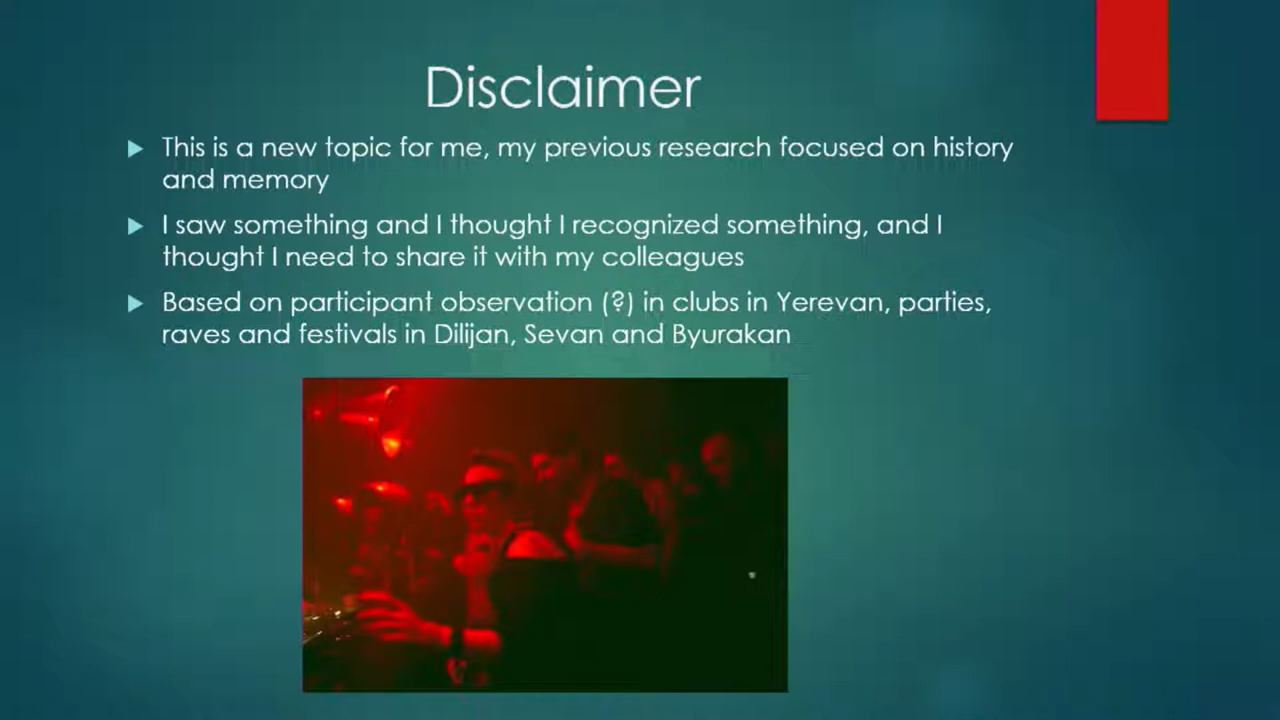 Disclaimer
This is a new topic for me, my previous research focused on history
and memory
I saw something and I thought I recognized something, and I
thought I need to share it with my colleagues
Based on participant observation (?) in clubs in Yerevan, parties,
raves and festivals in Dilijan, Sevan and Byurakan